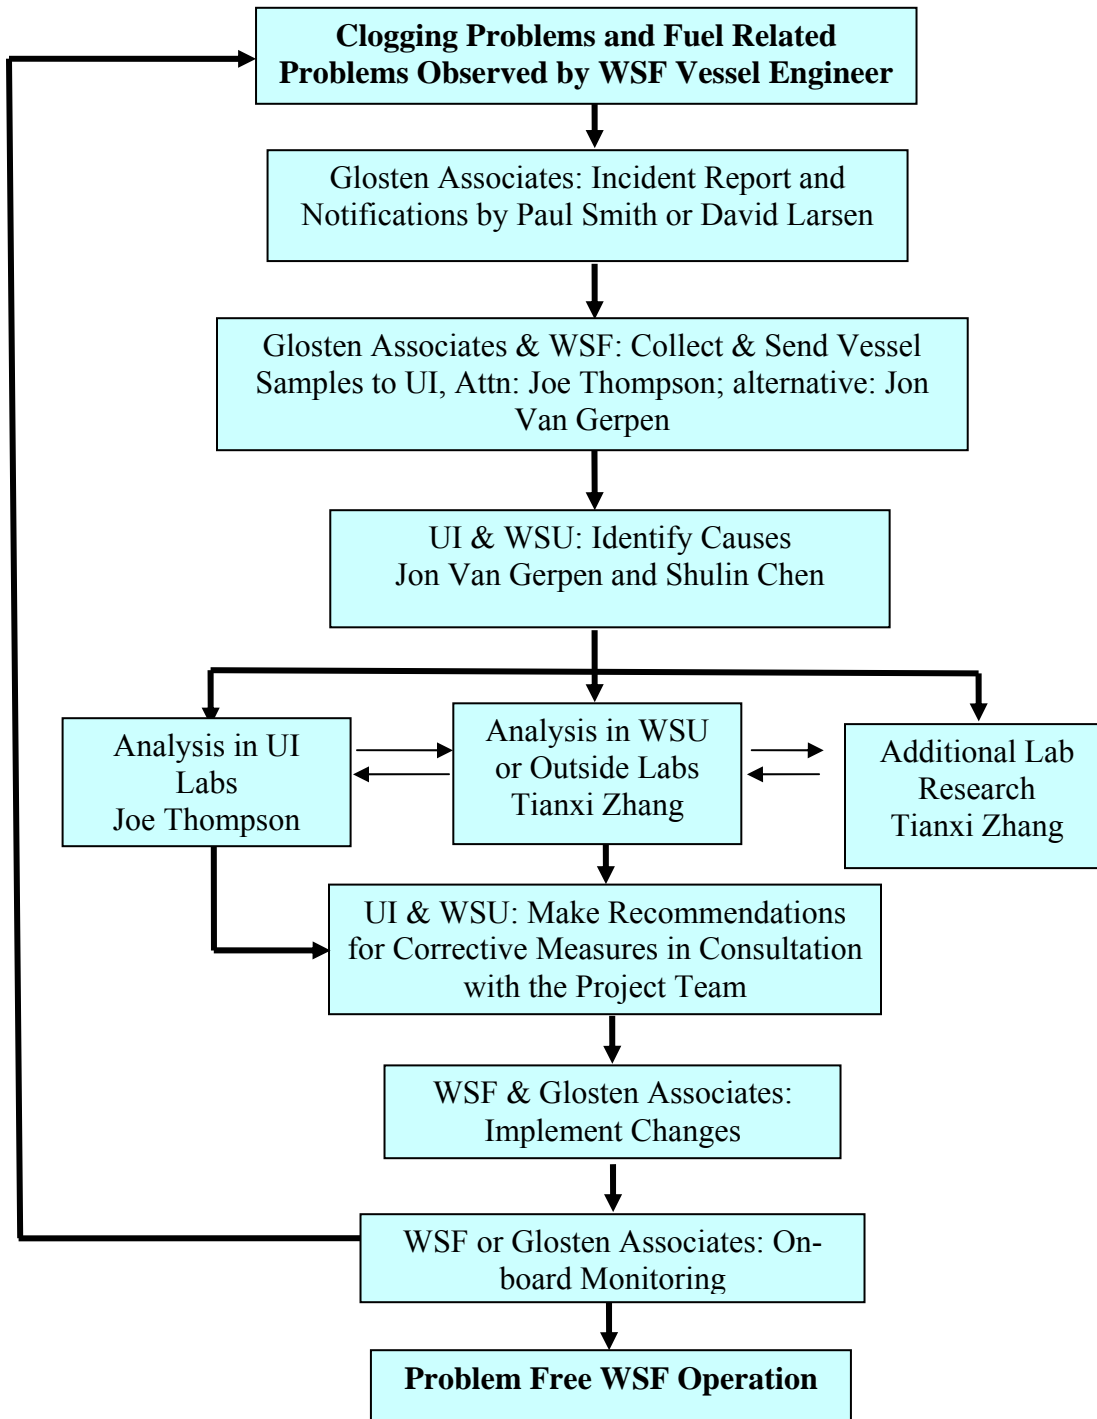 Clogging Problems and Fuel Related
Problems Observed by WSF Vessel Engineer
Glosten Associates: Incident Report and
Notifications by Paul Smith or David Larsen
Glosten Associates & WSF: Collect & Send Vessel
Samples to UI, Attn: Joe Thompson; alternative: Jon
Van Gerpen
UI & WSU: Identify Causes
Jon Van Gerpen and Shulin Chen
Analysis in UI
Labs
Joe Thompson
Analysis in WSU
or Outside Labs
Tianxi Zhang
Additional Lab
Research
Tianxi Zhang
UI & WSU: Make Recommendations
for Corrective Measures in Consultation
with the Project Team
WSF & Glosten Associates:
Implement Changes
WSF or Glosten Associates: On-
board Monitoring
Problem Free WSF Operation